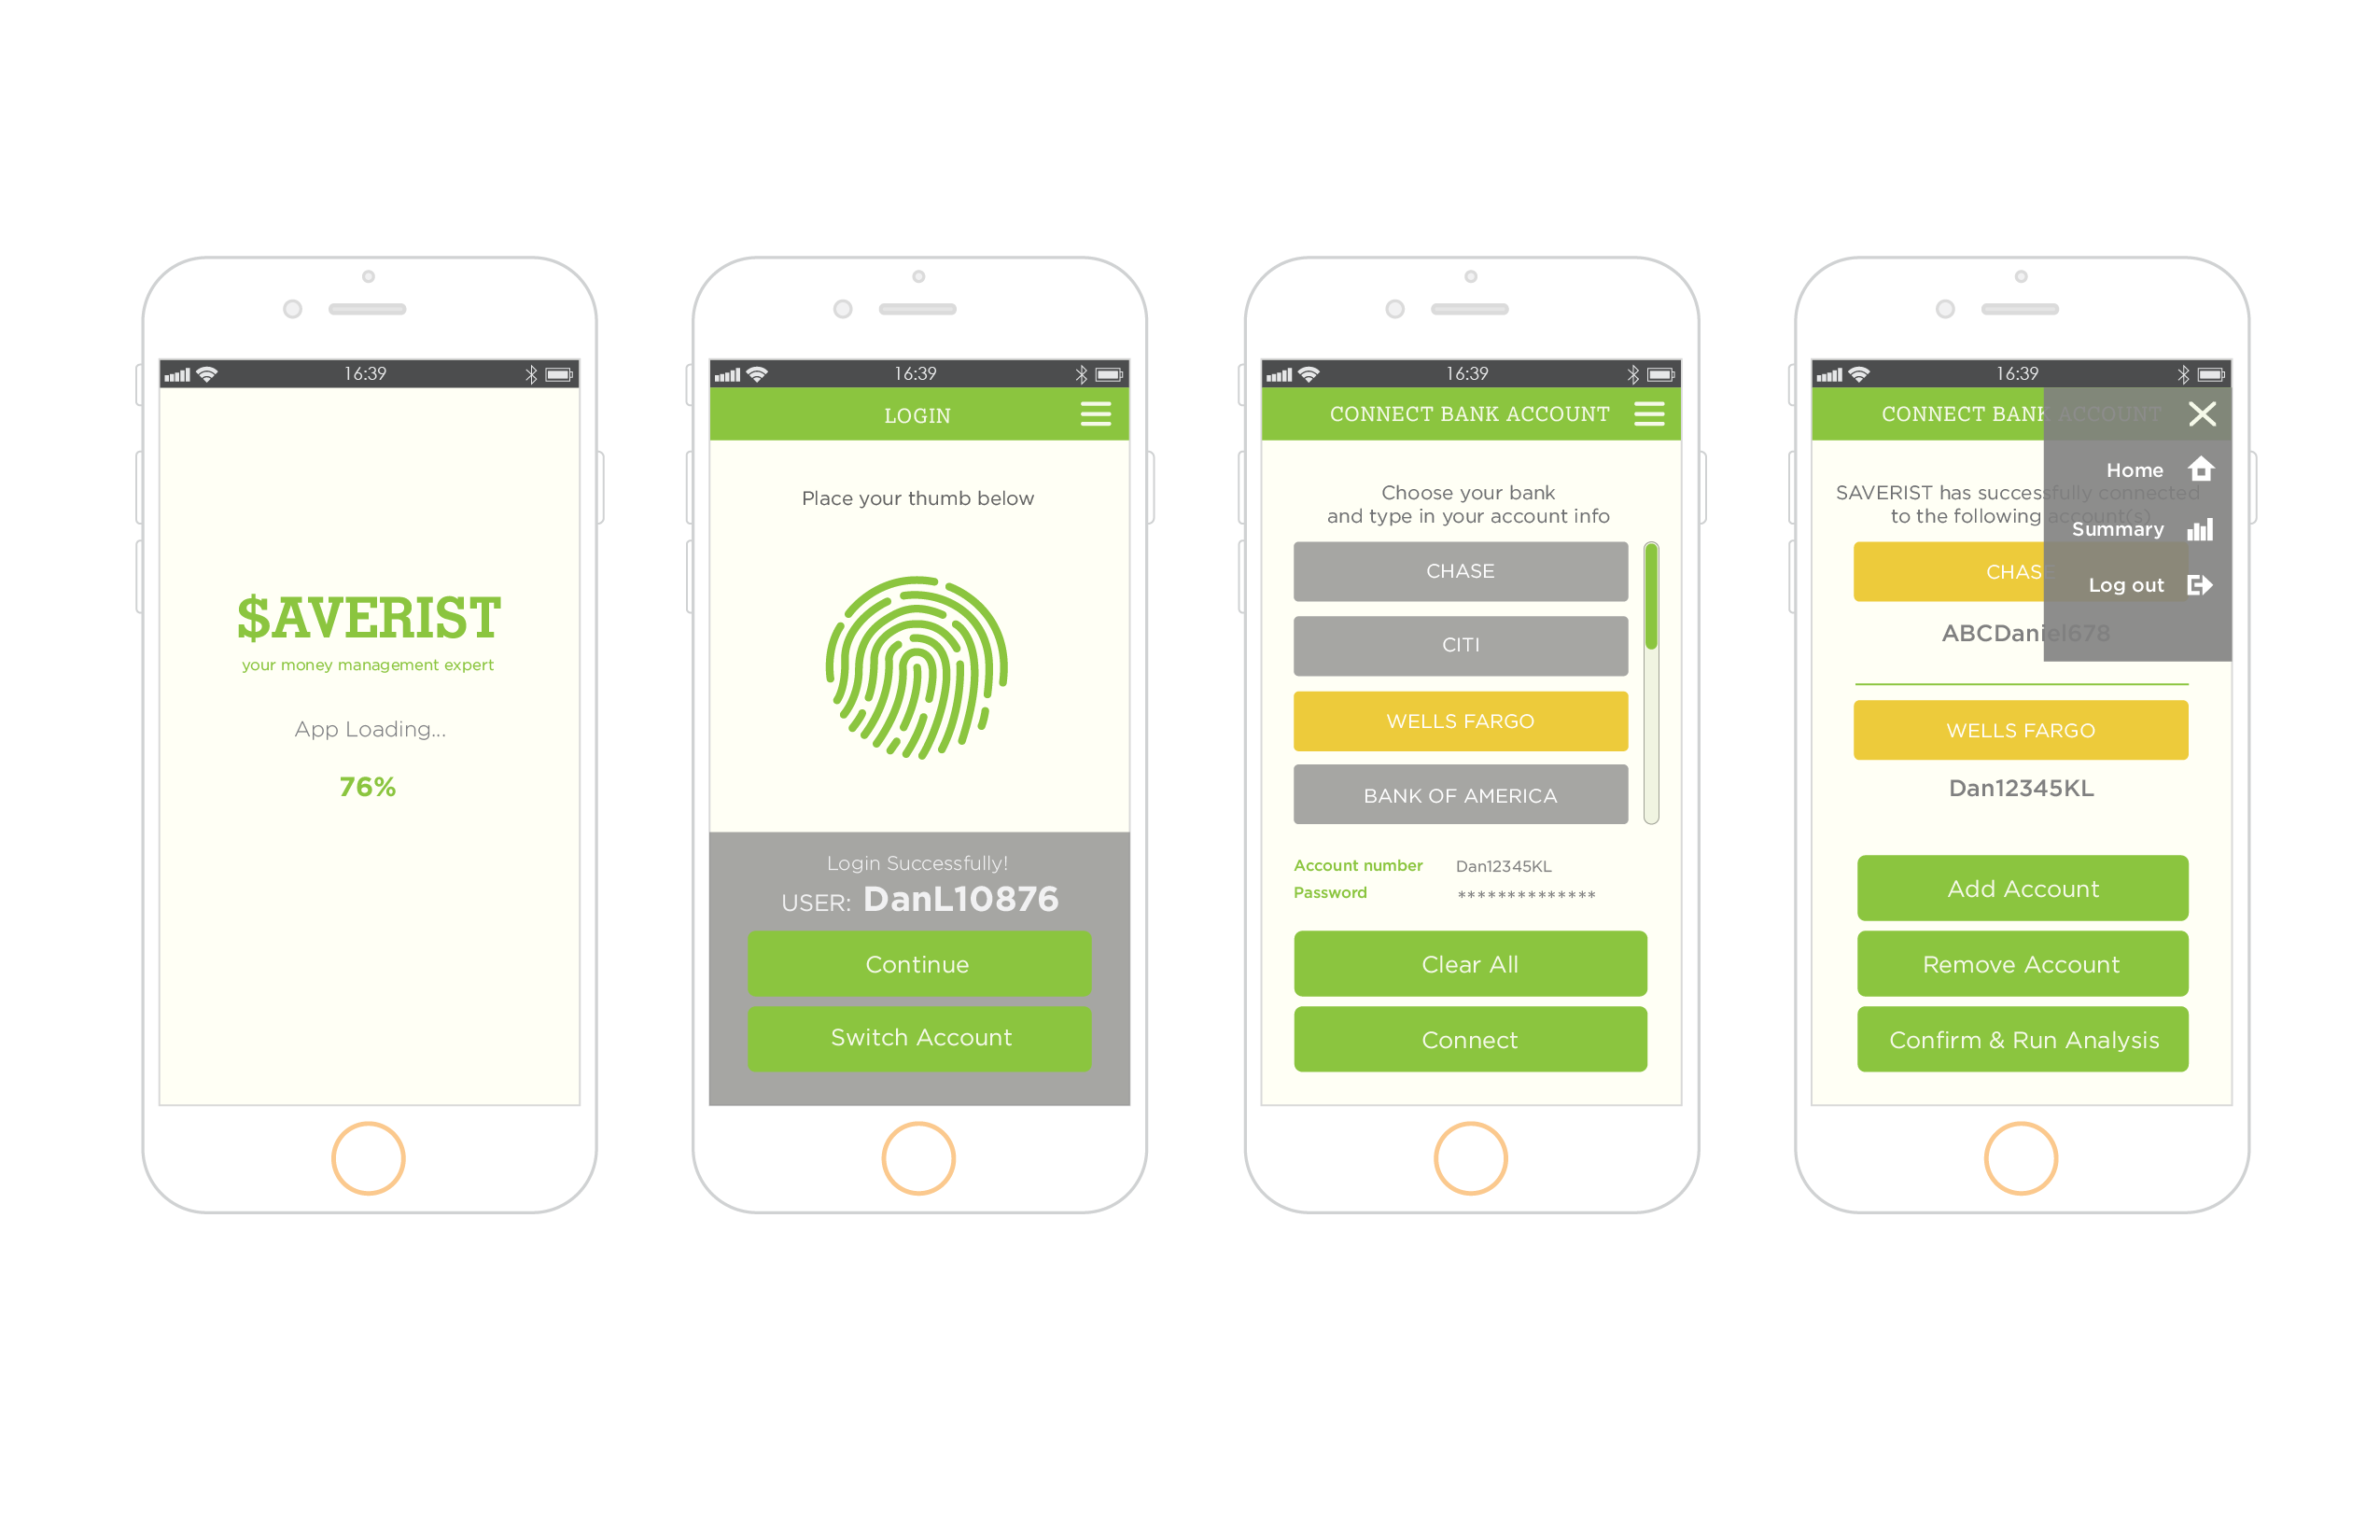 16:39
$AVERIST
your money management expert
App Loading...
76%
16:39
LOGIN
Place your thumb below
Login Successfully!
USER: DanL10876
Continue
Switch Account
16:39
CONNECT BANK ACCOUNT
Choose your bank
and type in your account info
CHASE
CITI
WELLS FARGO
BANK OF AMERICA
Account number Dan12345KL
Password **************
Clear All
Connect
16:39
CONNECT BANK ACCOUNT
Home
SAVERIST has successfully connected
to the following account(s)
Summary
CHASE
Log out
ABCDaniel678
WELLS FARGO
Dan12345KL
Add Account
Remove Account
Confirm & Run Analysis